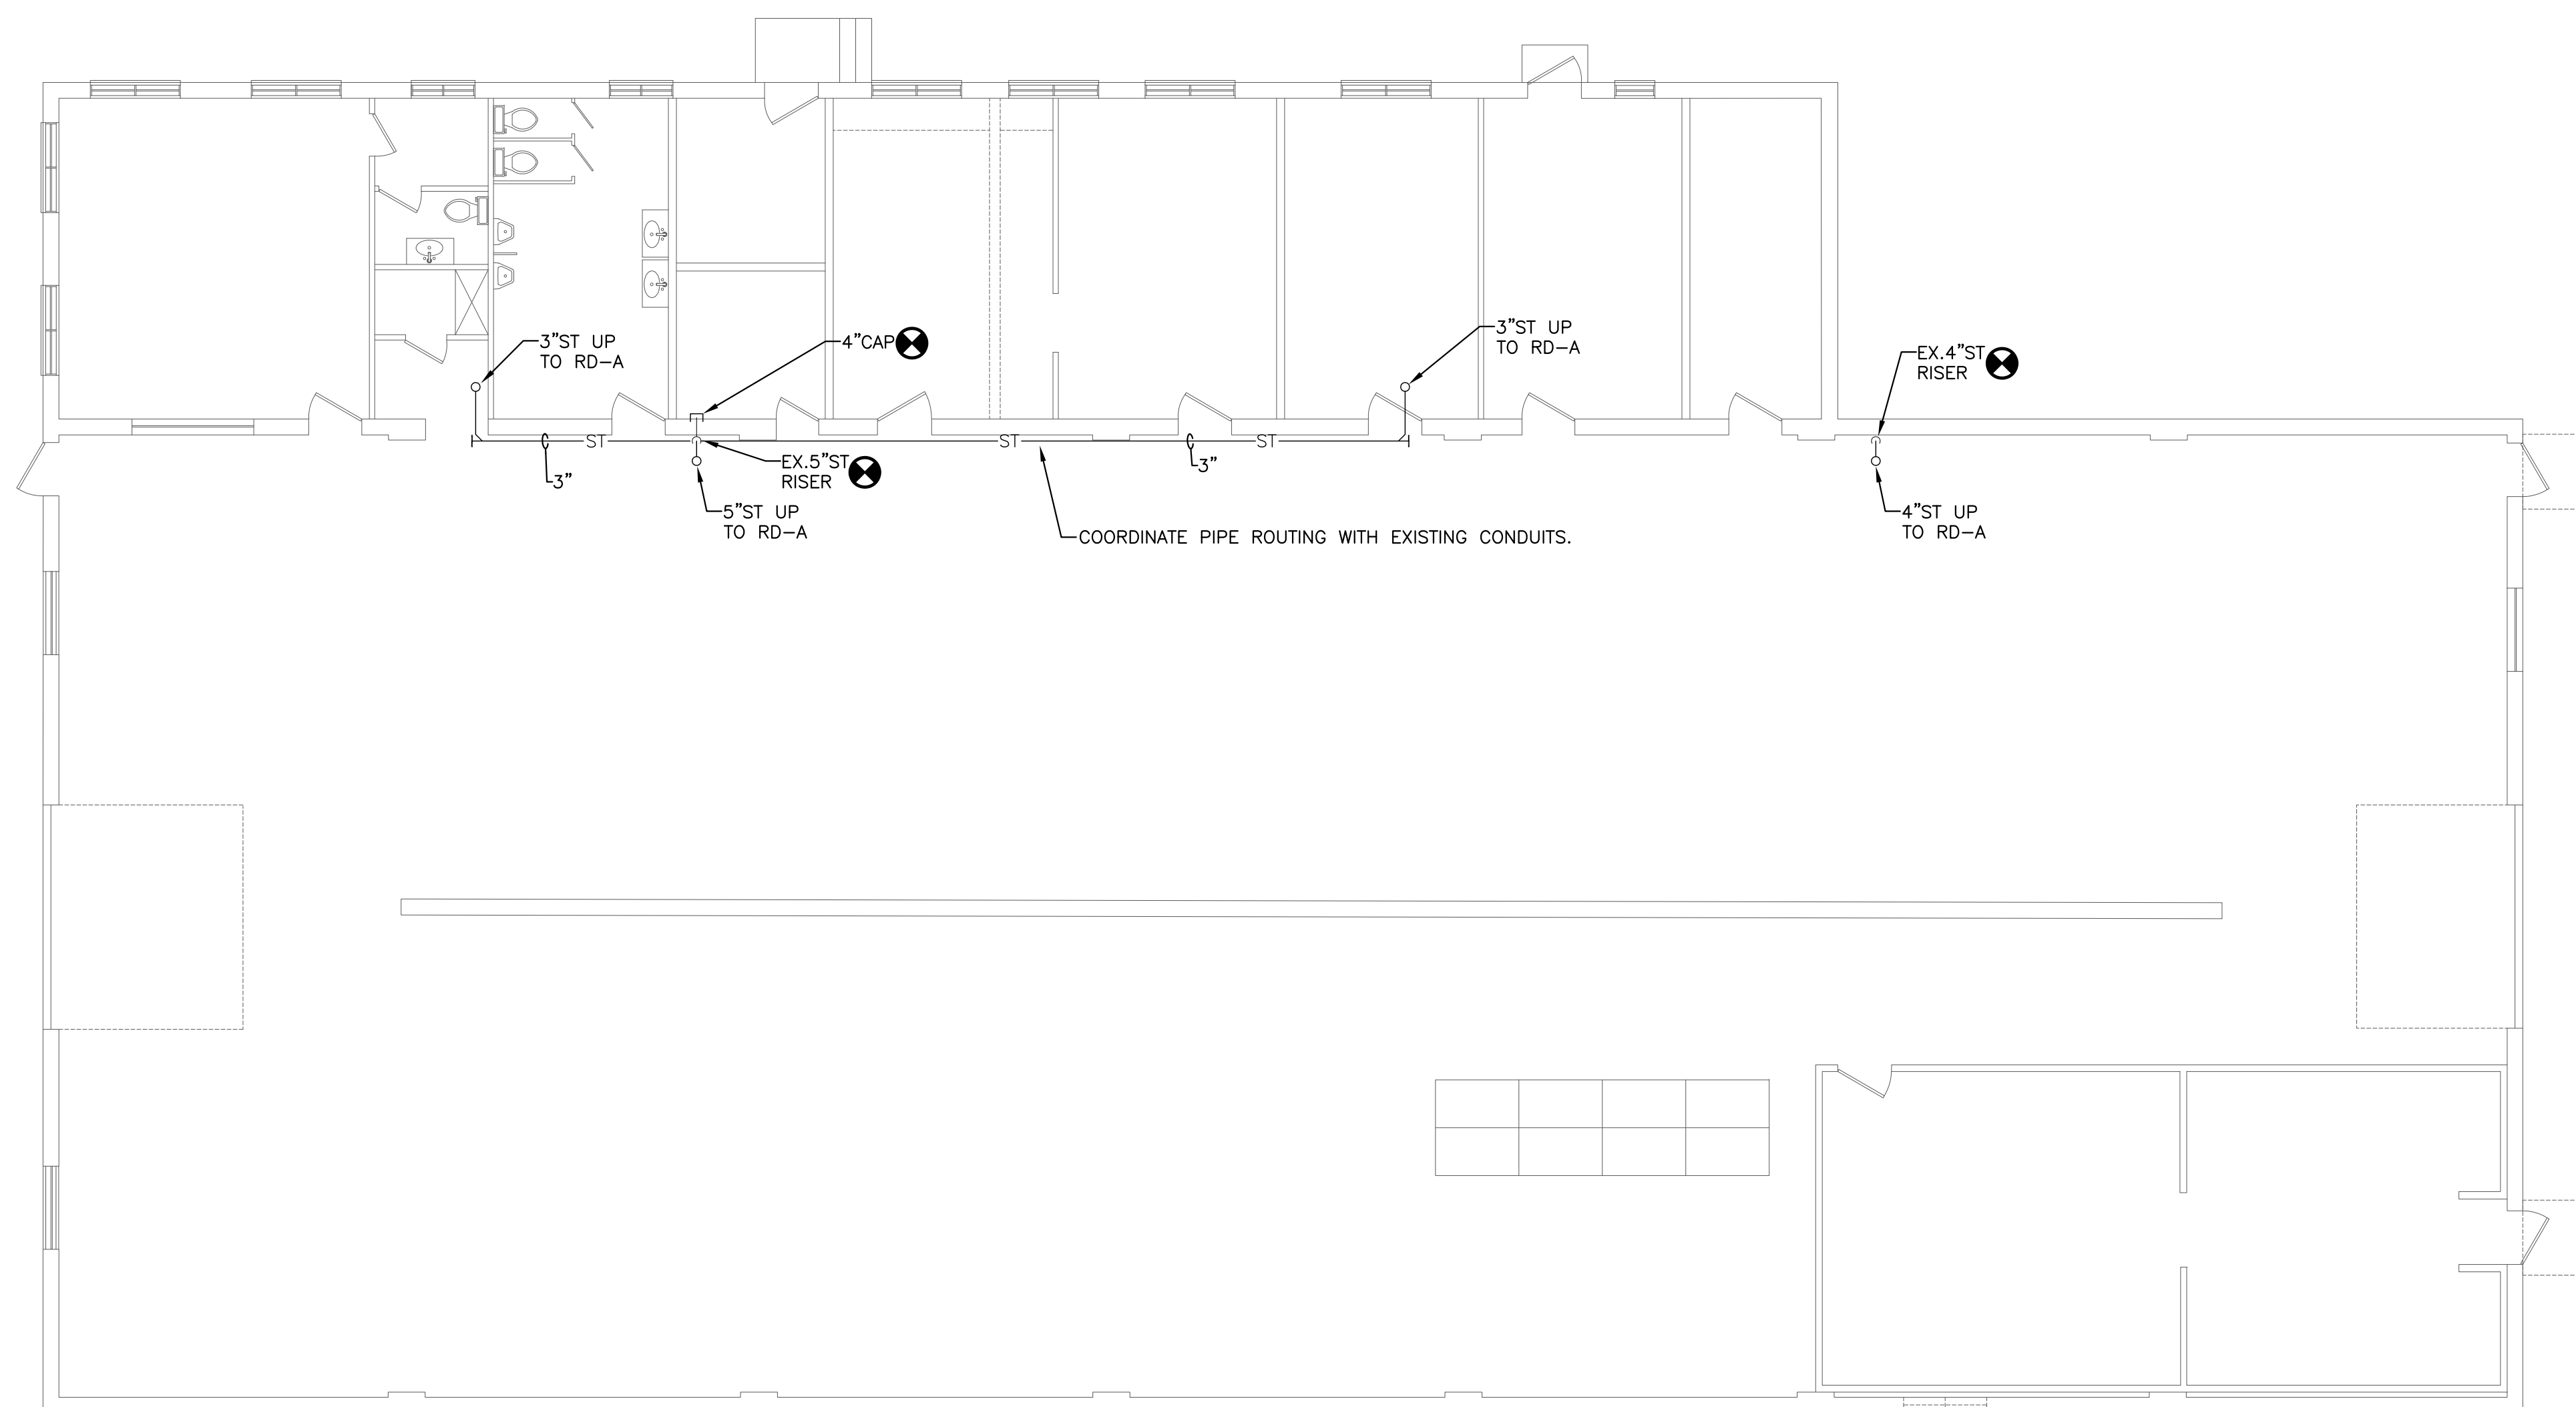 3"ST UP
TO RD-A
4"CAP
3"ST UP
TO RD-A
EX.4"ST
RISER
ST
ST
ST
3"
EX.5"ST
RISER
3"
5"ST UP
TO RD-A
4"ST UP
TO RD-A
COORDINATE PIPE ROUTING WITH EXISTING CONDUITS.